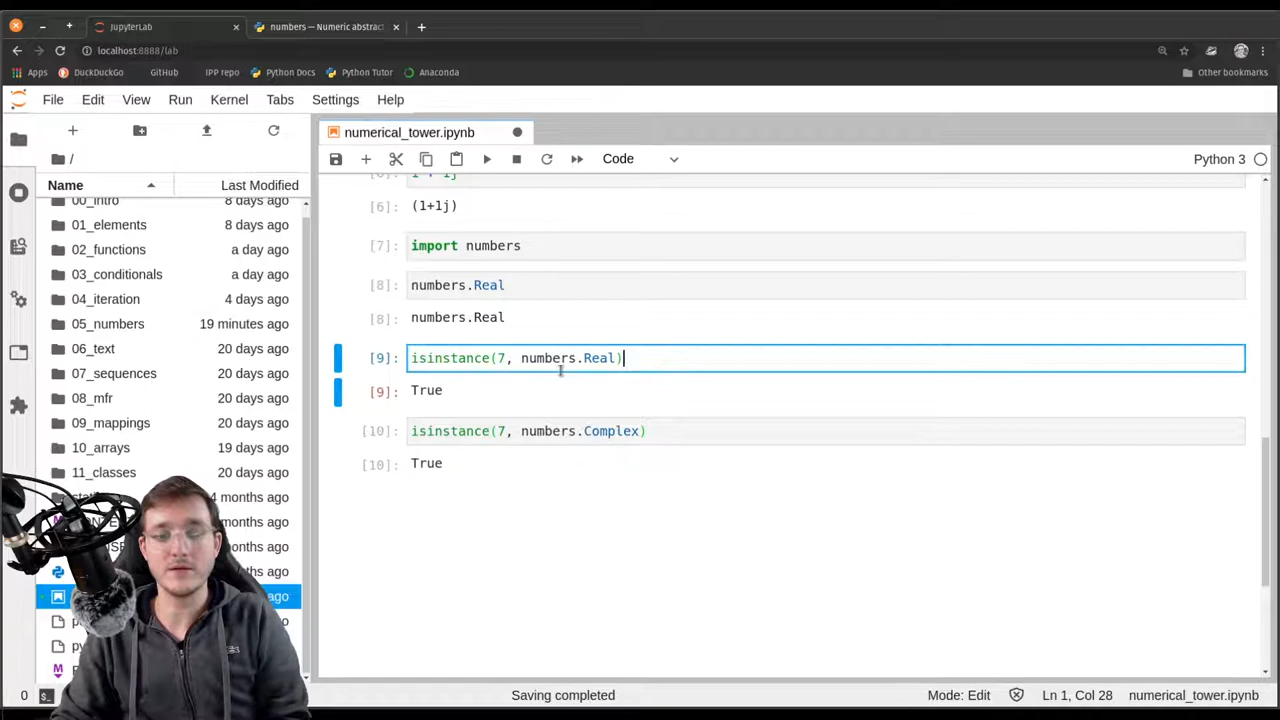 JupyterLab
numbers — Numeric abstrac
localhost:8888/lab
Apps DuckDuckGo GitHub IPP repo Python Docs Python Tutor Anaconda Other bookmarks
File Edit View Run Kernel Tabs Settings Help
numerical_tower.ipynb
Code Python 3
/
Name Last Modified
00_intro 8 days ago
01_elements 8 days ago
02_functions a day ago
03_conditionals a day ago
04_iteration 4 days ago
05_numbers 19 minutes ago
06_text 20 days ago
07_sequences 20 days ago
08_mfr 20 days ago
09_mappings 20 days ago
10_arrays 19 days ago
11_classes 20 days ago
4 months ago
ago
ago
ago
ago
ago
ago
ago
[6]: (1+1j)
[7]: import numbers
[8]: numbers.Real
[8]: numbers.Real
[9]: isinstance(7, numbers.Real)
[9]: True
[10]: isinstance(7, numbers.Complex)
[10]: True
0 Saving completed Mode: Edit Ln 1, Col 28 numerical_tower.ipynb